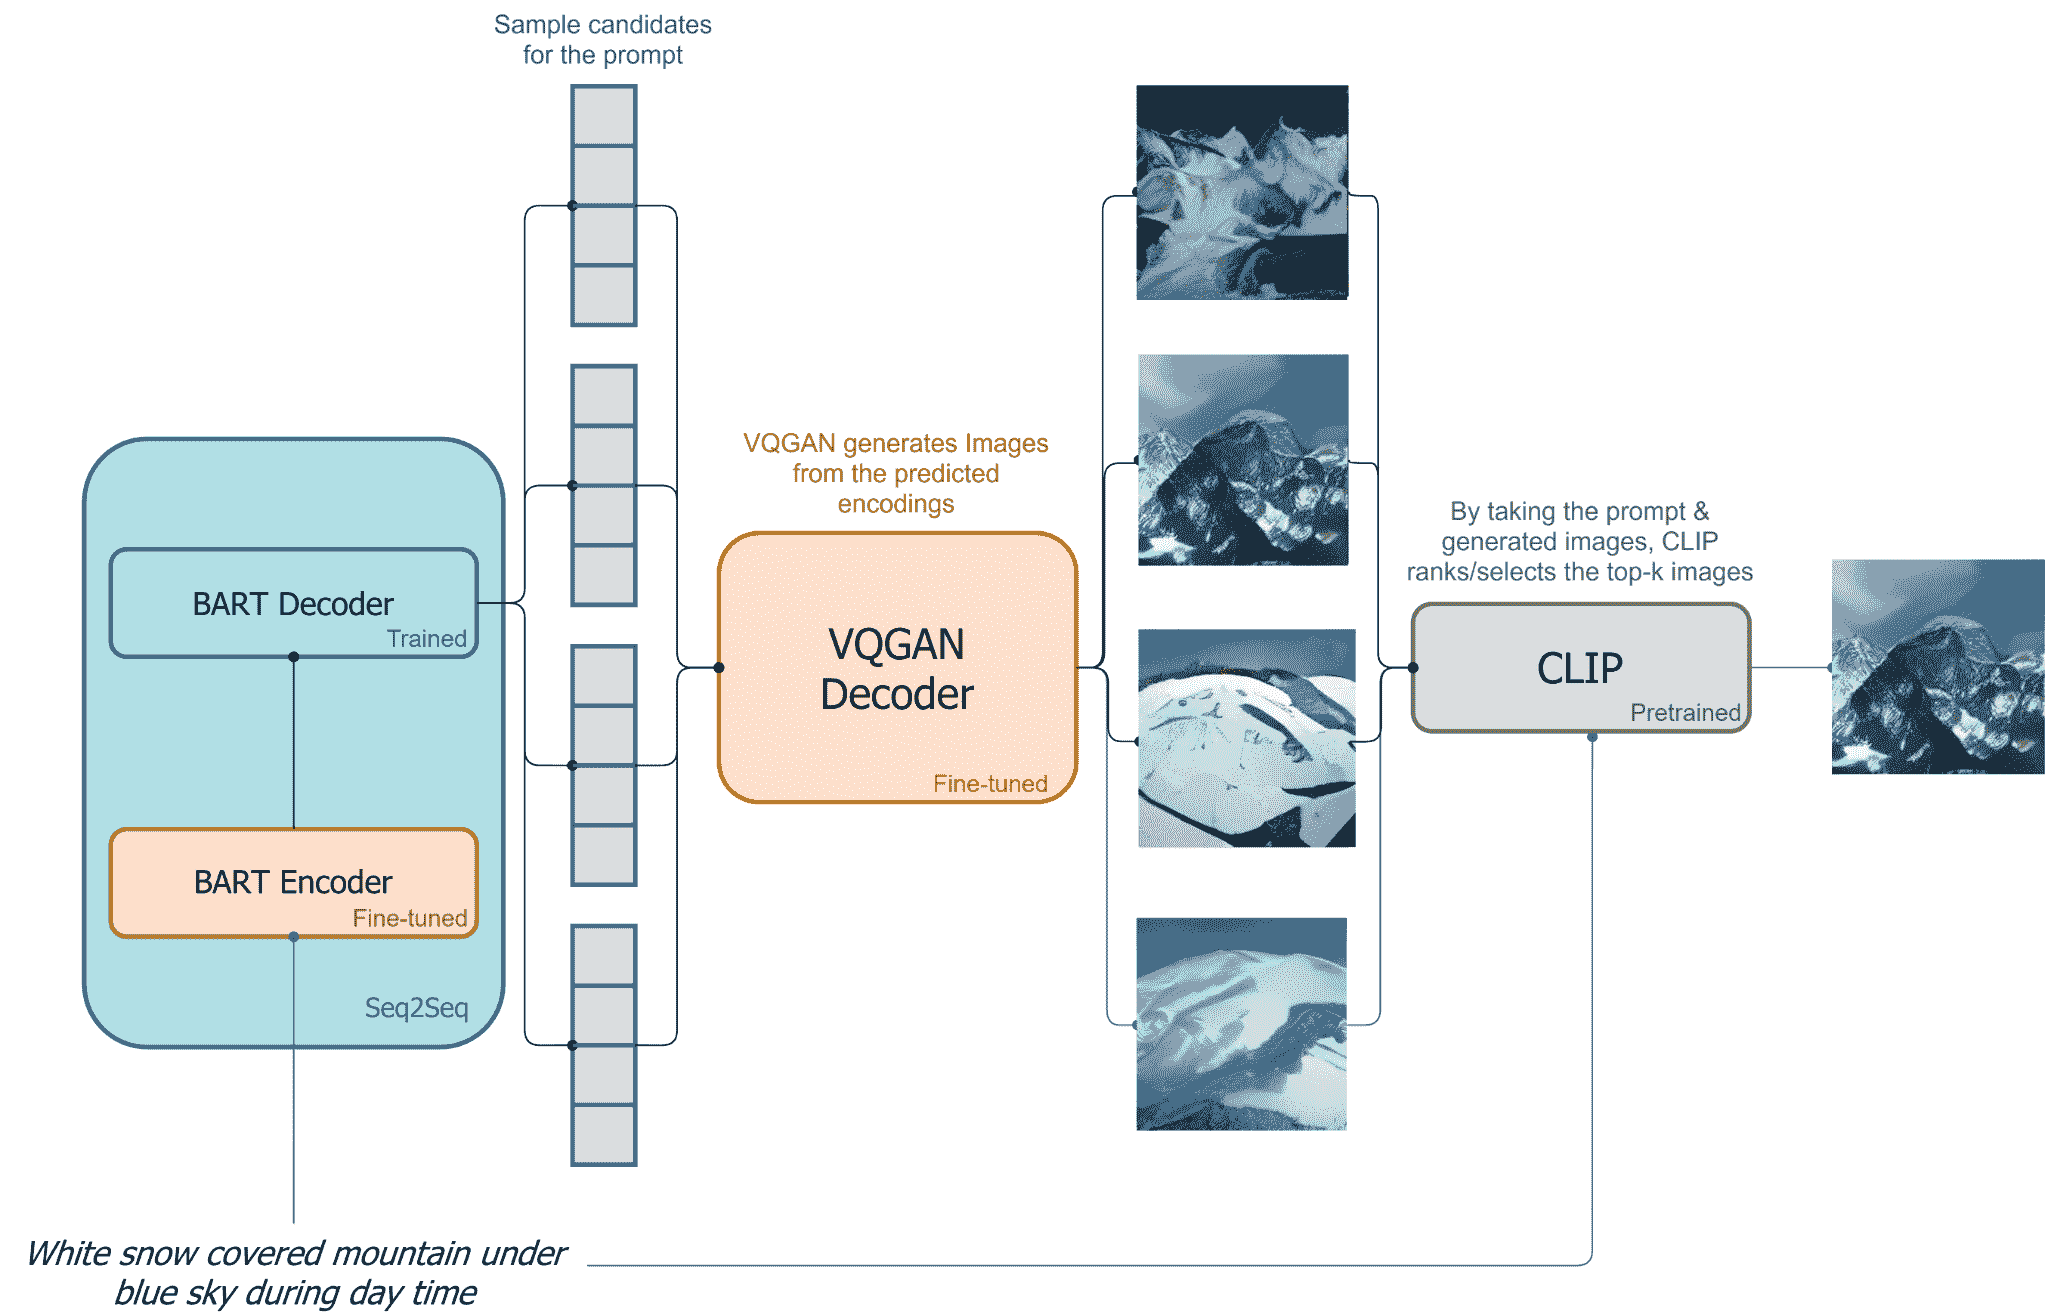 Sample candidates
for the prompt
VQGAN generates Images
from the predicted
encodings
By taking the prompt &
generated images, CLIP
ranks/selects the top-k images
BART Decoder
Trained
VQGAN
Decoder
Fine-tuned
CLIP
Pretrained
BART Encoder
Fine-tuned
Seq2Seq
White snow covered mountain under
blue sky during day time